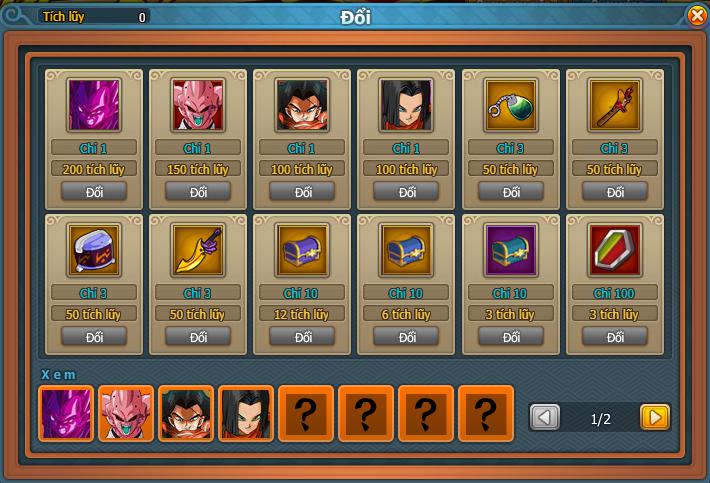 Tích lũy 0
Đổi
Chỉ 1 Chỉ 1 Chỉ 1 Chỉ 1 Chỉ 3 Chỉ 3
200 tích lũy 150 tích lũy 100 tích lũy 100 tích lũy 50 tích lũy 50 tích lũy
Đổi Đổi Đổi Đổi Đổi Đổi
Chỉ 3 Chỉ 3 Chỉ 10 Chỉ 10 Chỉ 10 Chỉ 100
50 tích lũy 50 tích lũy 12 tích lũy 6 tích lũy 3 tích lũy 3 tích lũy
Đổi Đổi Đổi Đổi Đổi Đổi
Xem
? ? ? ?
1/2